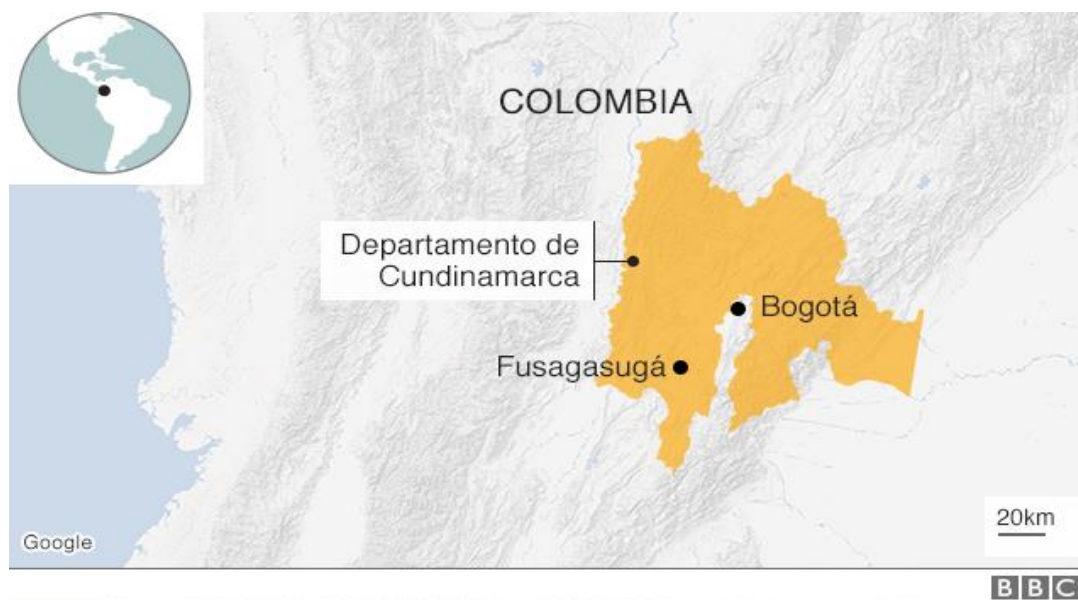 COLOMBIA
Departamento de
Cundinamarca
Bogotá
Fusagasugá
20km
Google
BBC